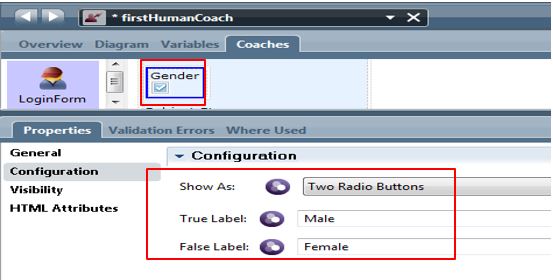 * firstHumanCoach
Overview Diagram Variables Coaches
Gender
LoginForm
Properties Validation Errors Where Used
General
Configuration
Configuration
Visibility
HTML Attributes
Show As: Two Radio Buttons
True Label: Male
False Label: Female